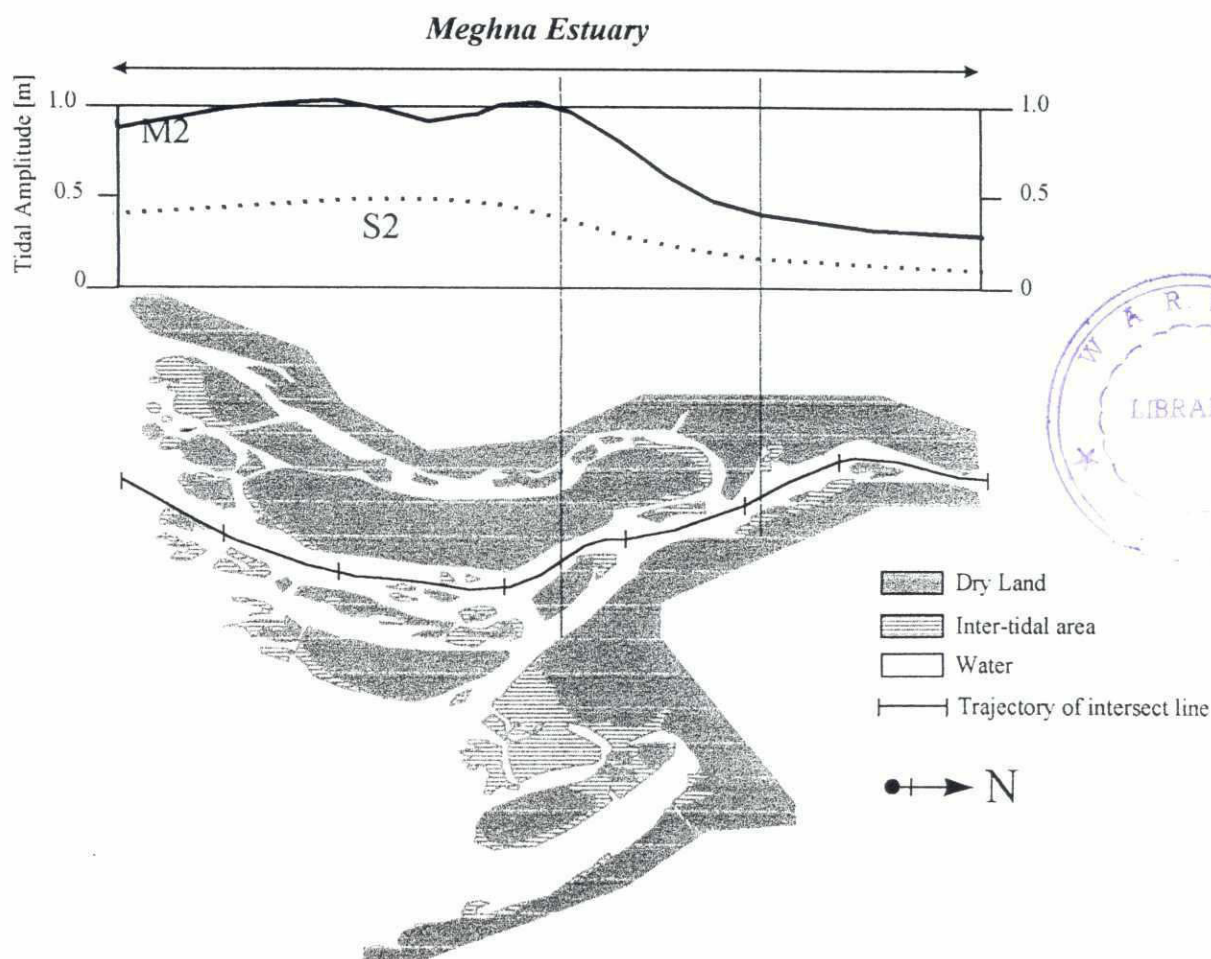 Meghna Estuary
Tidal Amplitude [m]
1.0
1.0
M2
0.5
0.5
S2
0
0
W A R.
LIBRA
Dry Land
Inter-tidal area
Water
Trajectory of intersect line
N